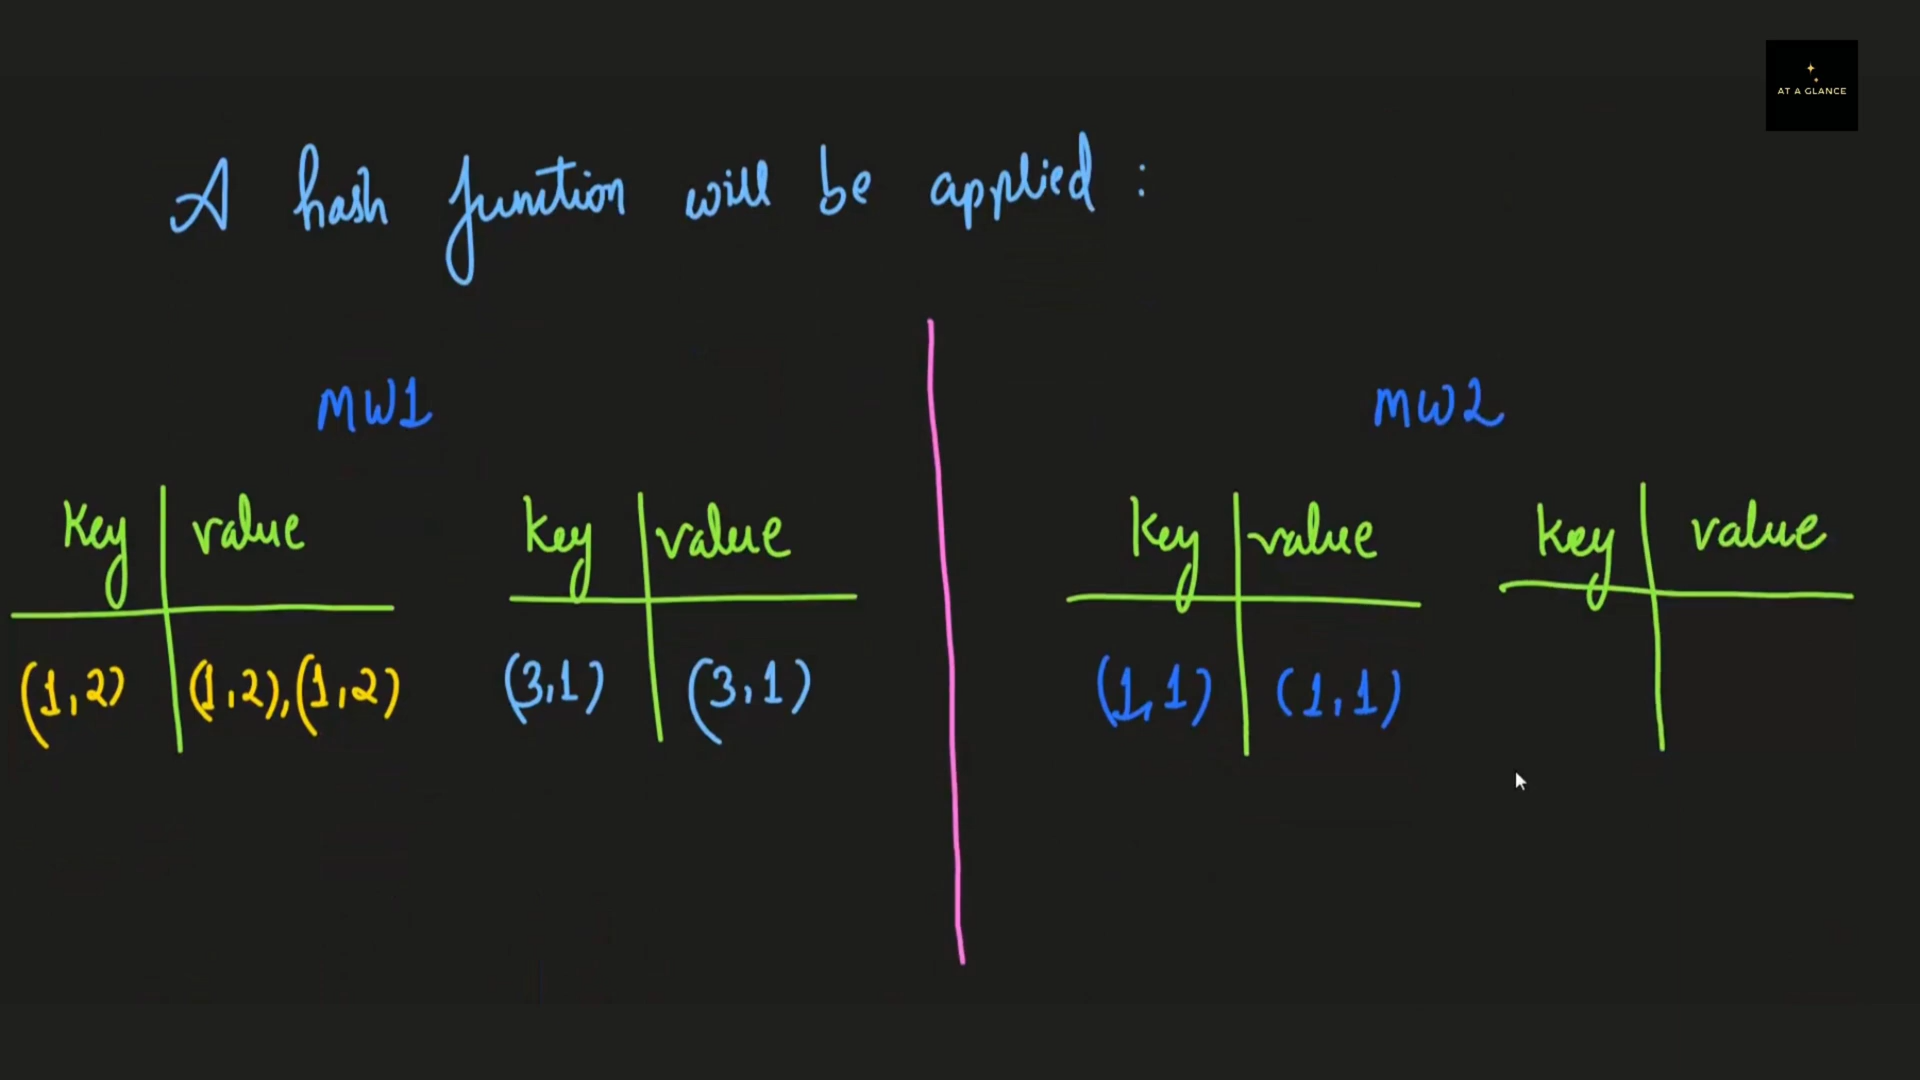 AT A GLANCE
A hash function will be applied :
MW1
MW2
Key value
Key value
Key value
Key value
(1,2) (1,2),(1,2)
(3,1) (3,1)
(1,1) (1,1)